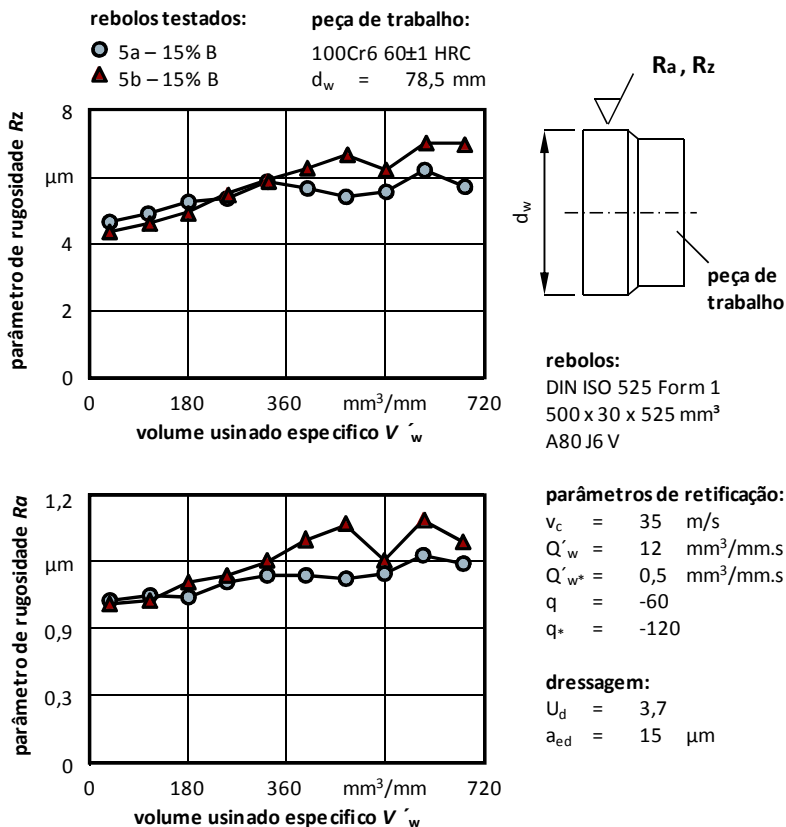 rebolos testados:
5a – 15% B
5b – 15% B
peça de trabalho:
100Cr6 60±1 HRC
d_w = 78,5 mm
parâmetro de rugosidade Rz
8
µm
4
2
0
0 180 360 mm³/mm 720
volume usinado especifico V ´w
Ra , Rz
d_w
peça de
trabalho
rebolos:
DIN ISO 525 Form 1
500 x 30 x 525 mm³
A80 J6 V
parâmetro de rugosidade Ra
1,2
µm
0,9
0,3
0
0 180 360 mm³/mm 720
volume usinado especifico V ´w
parâmetros de retificação:
v_c = 35 m/s
Q´w = 12 mm³/mm.s
Q´w* = 0,5 mm³/mm.s
q = -60
q* = -120
dressagem:
U_d = 3,7
a_ed = 15 µm